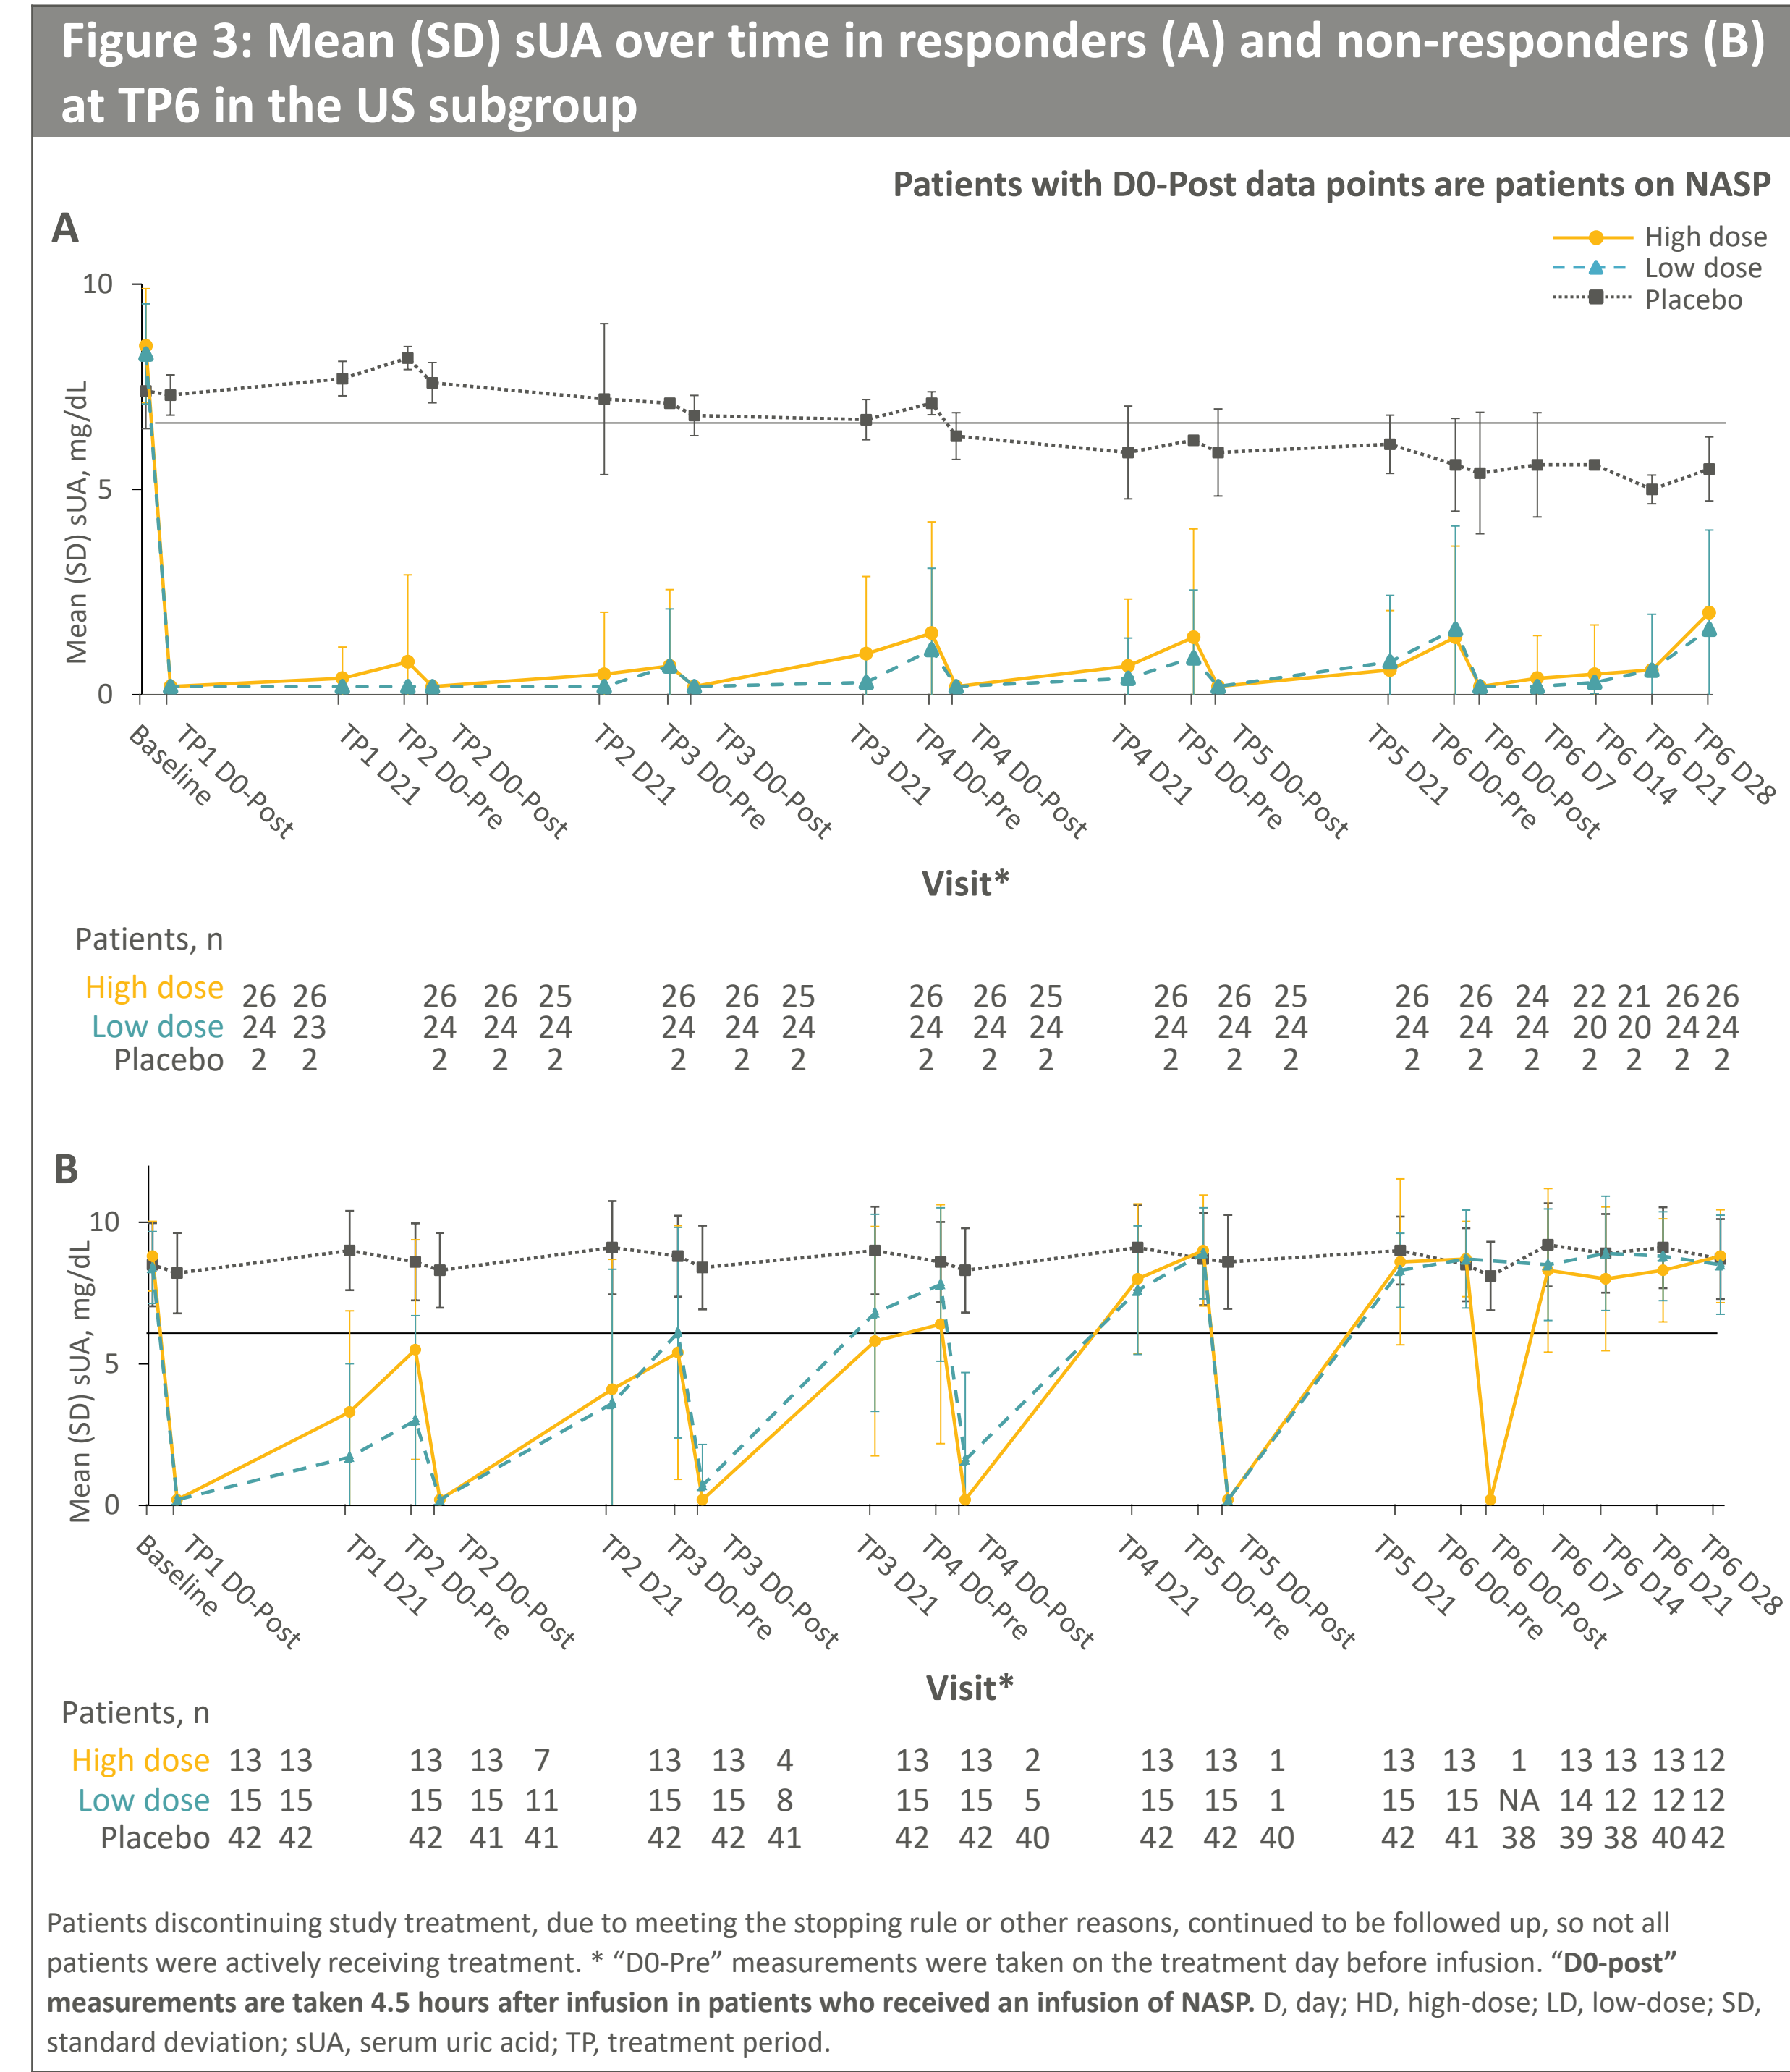 Figure 3: Mean (SD) sUA over time in responders (A) and non-responders (B)
at TP6 in the US subgroup
Patients with D0-Post data points are patients on NASP
A
High dose
Low dose
Placebo
Mean (SD) sUA, mg/dL
10
5
0
Baseline
TP1 D0-Post
TP1 D21
TP2 D0-Pre
TP2 D0-Post
TP2 D21
TP3 D0-Pre
TP3 D0-Post
TP3 D21
TP4 D0-Pre
TP4 D0-Post
TP4 D21
TP5 D0-Pre
TP5 D0-Post
TP5 D21
TP6 D0-Pre
TP6 D0-Post
TP6 D7
TP6 D14
TP6 D21
TP6 D28
Visit*
Patients, n
High dose 26 26 26 26 25 26 26 25 26 26 25 26 26 25 26 26 24 22 21 26 26
Low dose 24 23 24 24 24 24 24 24 24 24 24 24 24 24 24 24 24 20 20 24 24
Placebo 2 2 2 2 2 2 2 2 2 2 2 2 2 2 2 2 2 2 2 2 2
B
Mean (SD) sUA, mg/dL
10
5
0
Baseline
TP1 D0-Post
TP1 D21
TP2 D0-Pre
TP2 D0-Post
TP2 D21
TP3 D0-Pre
TP3 D0-Post
TP3 D21
TP4 D0-Pre
TP4 D0-Post
TP4 D21
TP5 D0-Pre
TP5 D0-Post
TP5 D21
TP6 D0-Pre
TP6 D0-Post
TP6 D7
TP6 D14
TP6 D21
TP6 D28
Visit*
Patients, n
High dose 13 13 13 13 7 13 13 4 13 13 2 13 13 1 13 13 1 13 13 13 12
Low dose 15 15 15 15 11 15 15 8 15 15 5 15 15 1 15 15 NA 14 12 12 12
Placebo 42 42 42 41 41 42 42 41 42 42 40 42 42 40 42 41 38 39 38 40 42
Patients discontinuing study treatment, due to meeting the stopping rule or other reasons, continued to be followed up, so not all
patients were actively receiving treatment. * “D0-Pre” measurements were taken on the treatment day before infusion. “D0-post”
measurements are taken 4.5 hours after infusion in patients who received an infusion of NASP. D, day; HD, high-dose; LD, low-dose; SD,
standard deviation; sUA, serum uric acid; TP, treatment period.